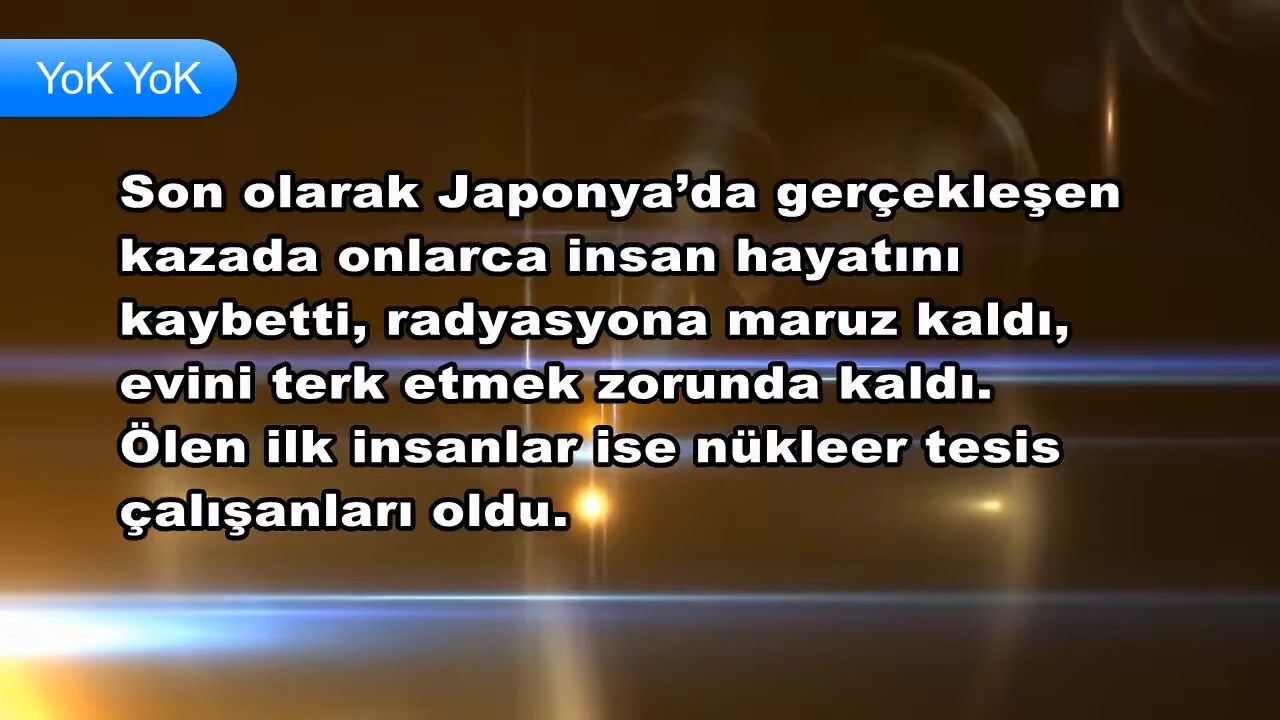 YoK YoK
Son olarak Japonya’da gerçekleşen
kazada onlarca insan hayatını
kaybetti, radyasyona maruz kaldı,
evini terk etmek zorunda kaldı.
Ölen ilk insanlar ise nükleer tesis
çalışanları oldu.